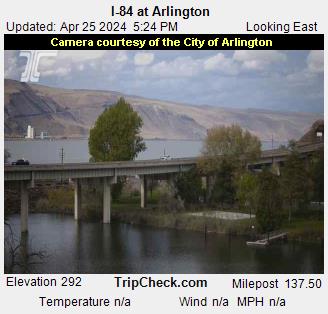 I-84 at Arlington
Updated: Apr 25 2024 5:24 PM Looking East
Camera courtesy of the City of Arlington
Elevation 292 TripCheck.com Milepost 137.50
Temperature n/a Wind n/a MPH n/a